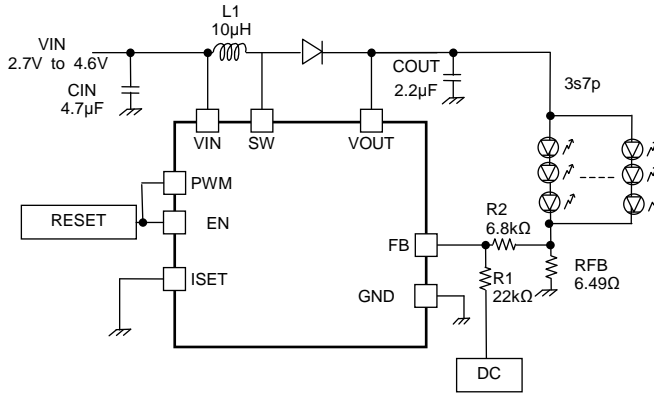 L1
10µH
VIN
2.7V to 4.6V
CIN
4.7µF
COUT
2.2µF
3s7p
VIN
SW
VOUT
PWM
RESET
EN
FB
R2
6.8kΩ
ISET
R1
22kΩ
RFB
6.49Ω
GND
DC